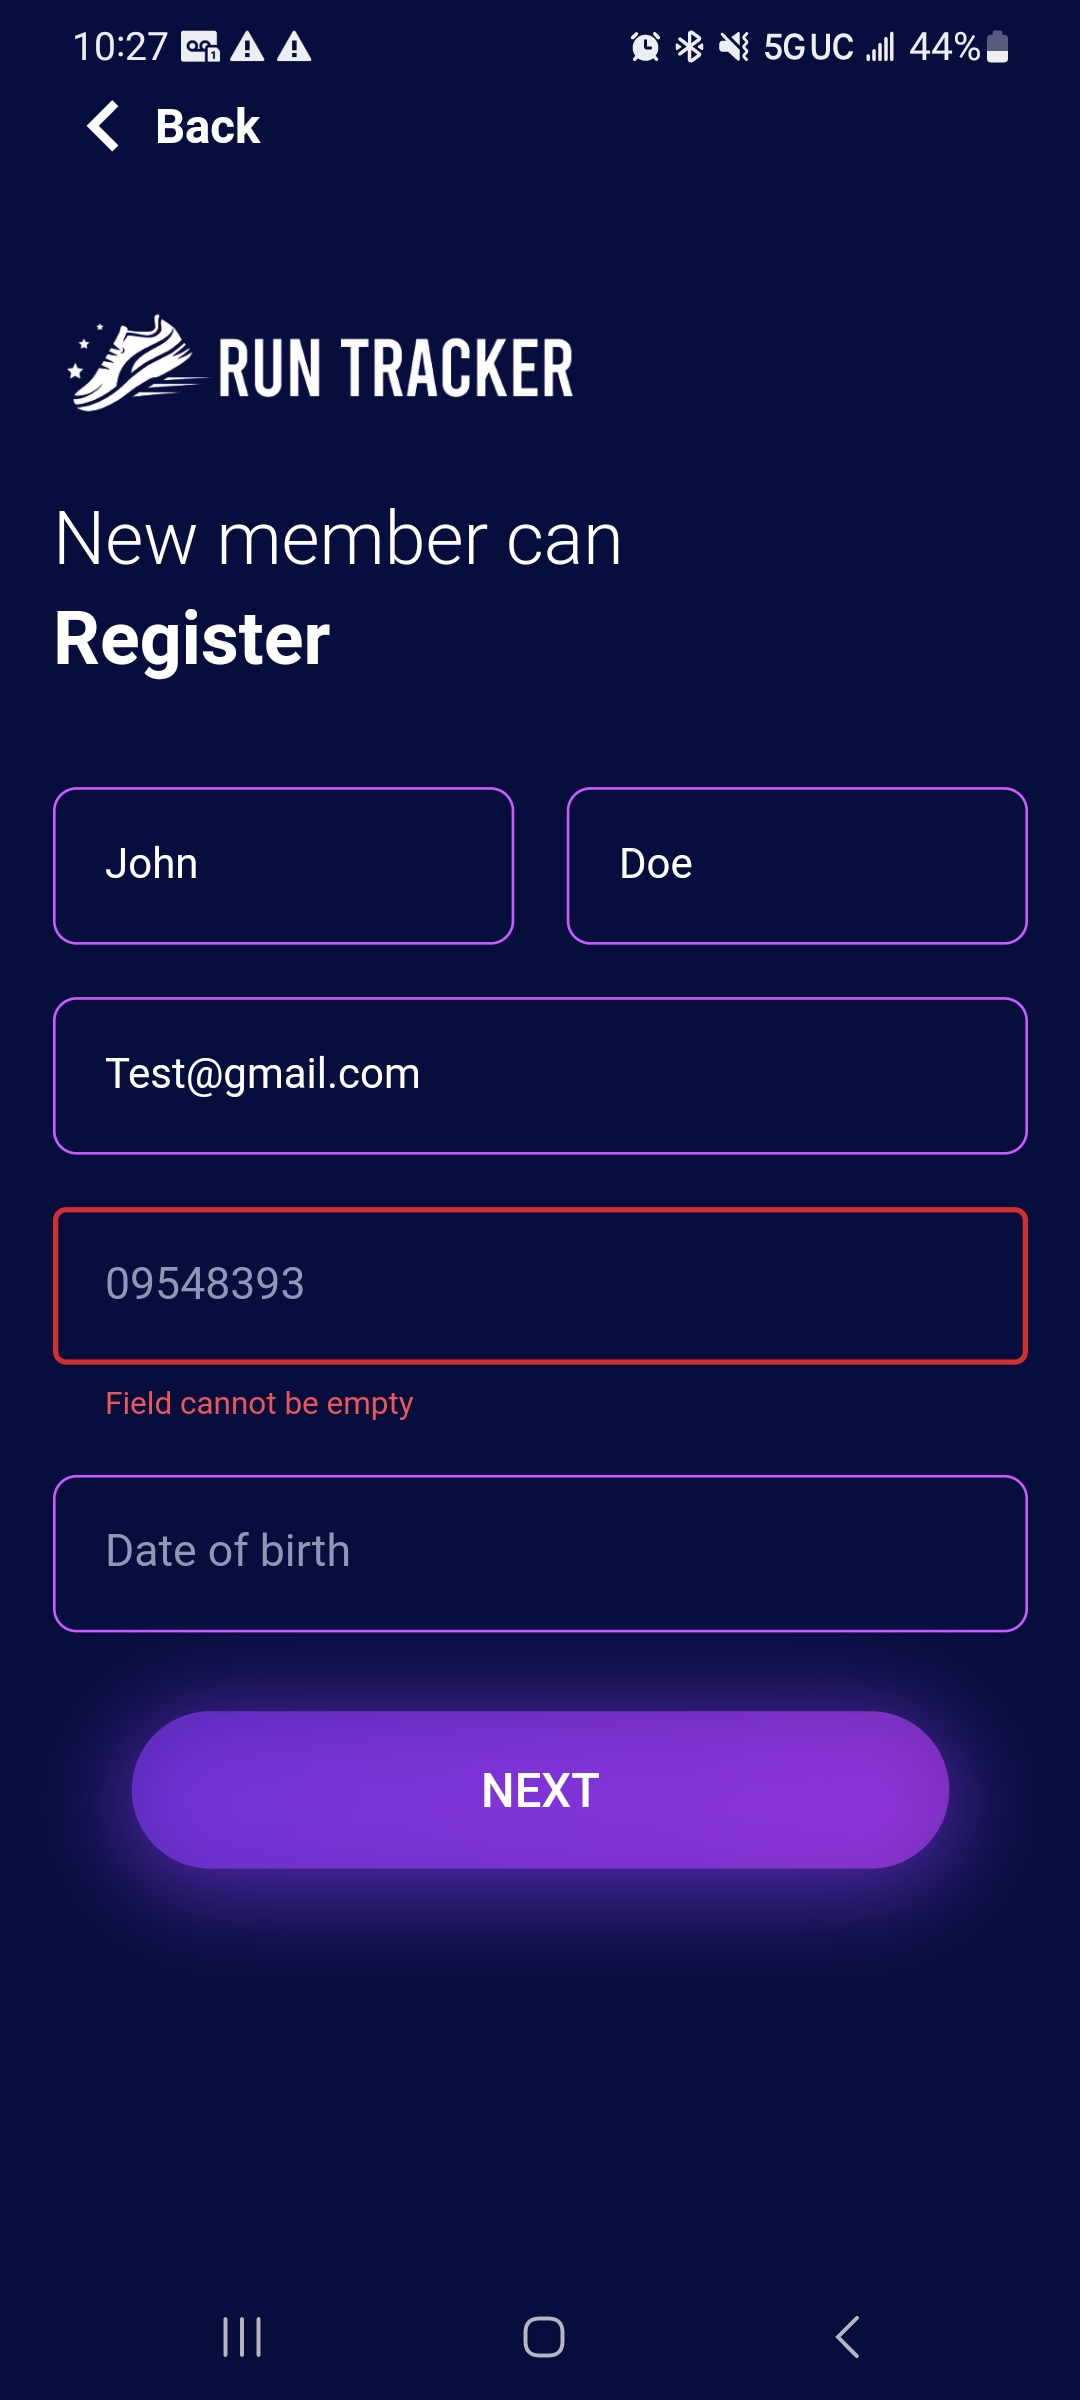 10:27 5G UC 44%
Back
RUN TRACKER
New member can
Register
John Doe
Test@gmail.com
09548393
Field cannot be empty
Date of birth
NEXT